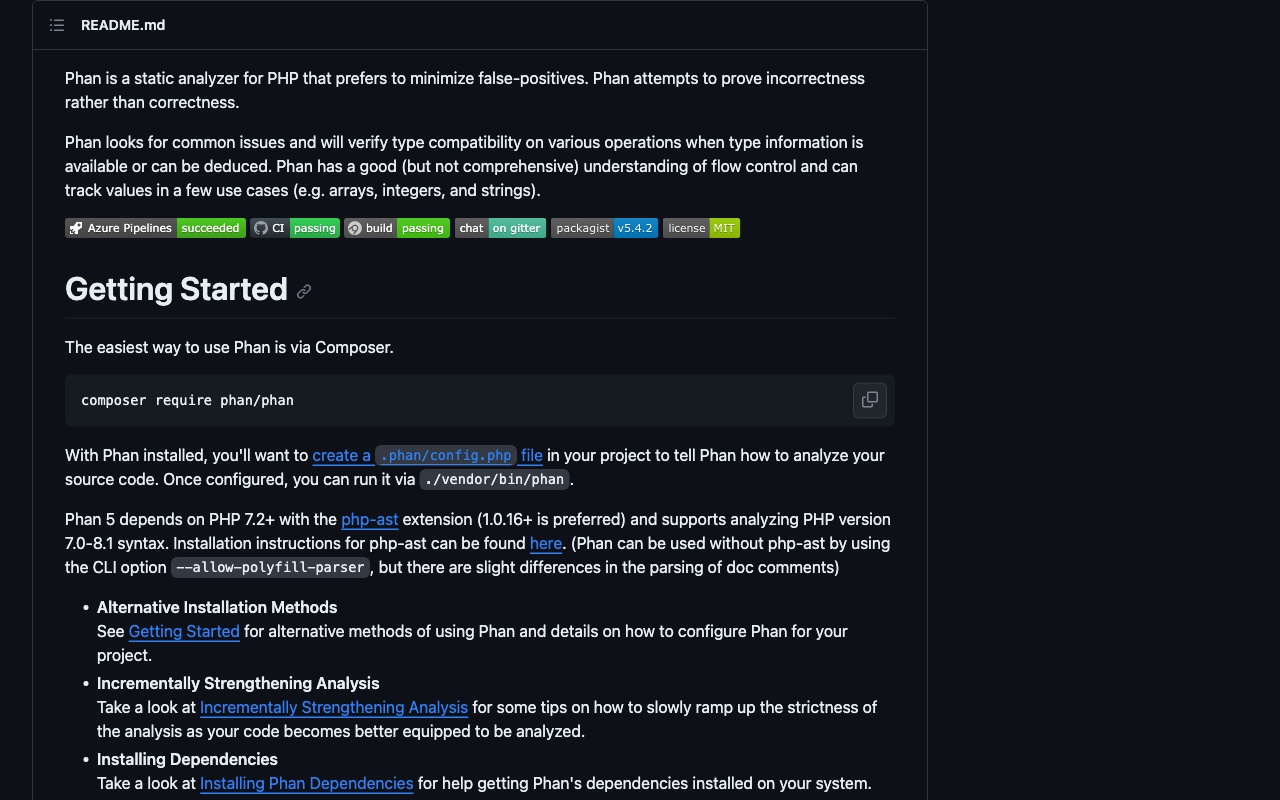 README.md
Phan is a static analyzer for PHP that prefers to minimize false-positives. Phan attempts to prove incorrectness
rather than correctness.
Phan looks for common issues and will verify type compatibility on various operations when type information is
available or can be deduced. Phan has a good (but not comprehensive) understanding of flow control and can
track values in a few use cases (e.g. arrays, integers, and strings).
Azure Pipelines succeeded CI passing build passing chat on gitter packagist v5.4.2 license MIT
Getting Started
The easiest way to use Phan is via Composer.
composer require phan/phan
With Phan installed, you'll want to create a .phan/config.php file in your project to tell Phan how to analyze your
source code. Once configured, you can run it via ./vendor/bin/phan.
Phan 5 depends on PHP 7.2+ with the php-ast extension (1.0.16+ is preferred) and supports analyzing PHP version
7.0-8.1 syntax. Installation instructions for php-ast can be found here. (Phan can be used without php-ast by using
the CLI option --allow-polyfill-parser, but there are slight differences in the parsing of doc comments)
• Alternative Installation Methods
See Getting Started for alternative methods of using Phan and details on how to configure Phan for your
project.
• Incrementally Strengthening Analysis
Take a look at Incrementally Strengthening Analysis for some tips on how to slowly ramp up the strictness of
the analysis as your code becomes better equipped to be analyzed.
• Installing Dependencies
Take a look at Installing Phan Dependencies for help getting Phan's dependencies installed on your system.